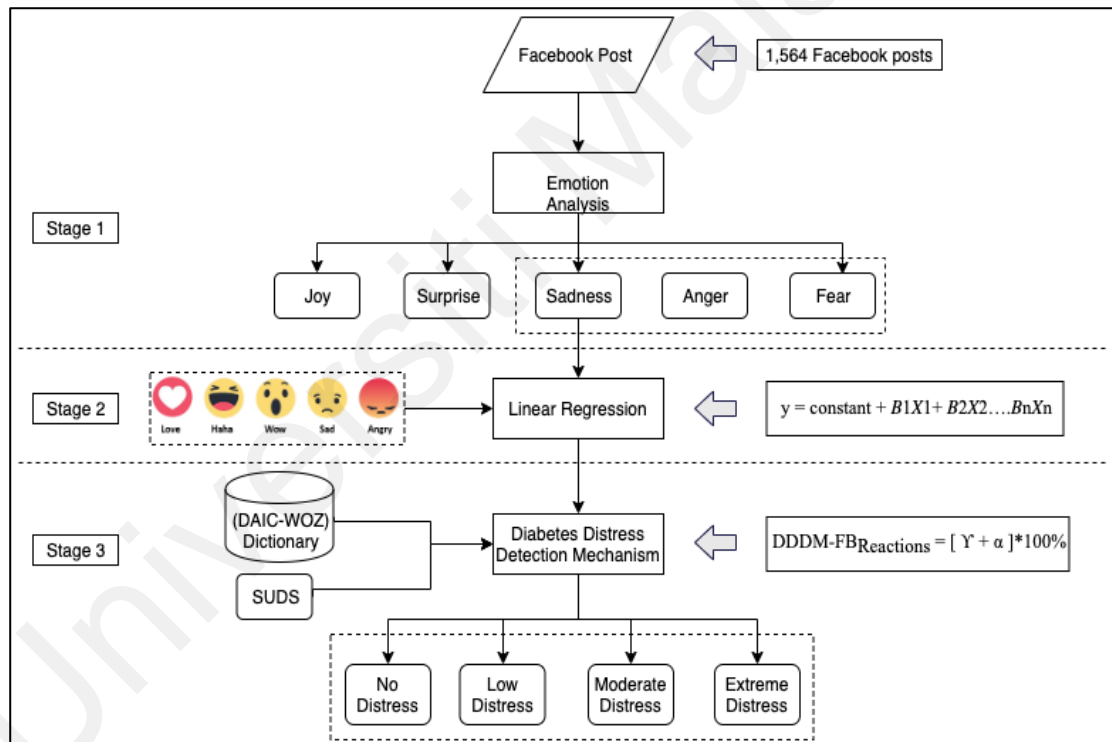 Facebook Post
1,564 Facebook posts
Emotion
Analysis
Stage 1
Joy
Surprise
Sadness
Anger
Fear
Stage 2
Love
Haha
Wow
Sad
Angry
Linear Regression
y = constant + B1X1+ B2X2….BnXn
Stage 3
(DAIC-WOZ)
Dictionary
SUDS
Diabetes Distress
Detection Mechanism
DDDM-FBReactions = [ ϒ + α ]*100%
No
Distress
Low
Distress
Moderate
Distress
Extreme
Distress
Universiti Mal